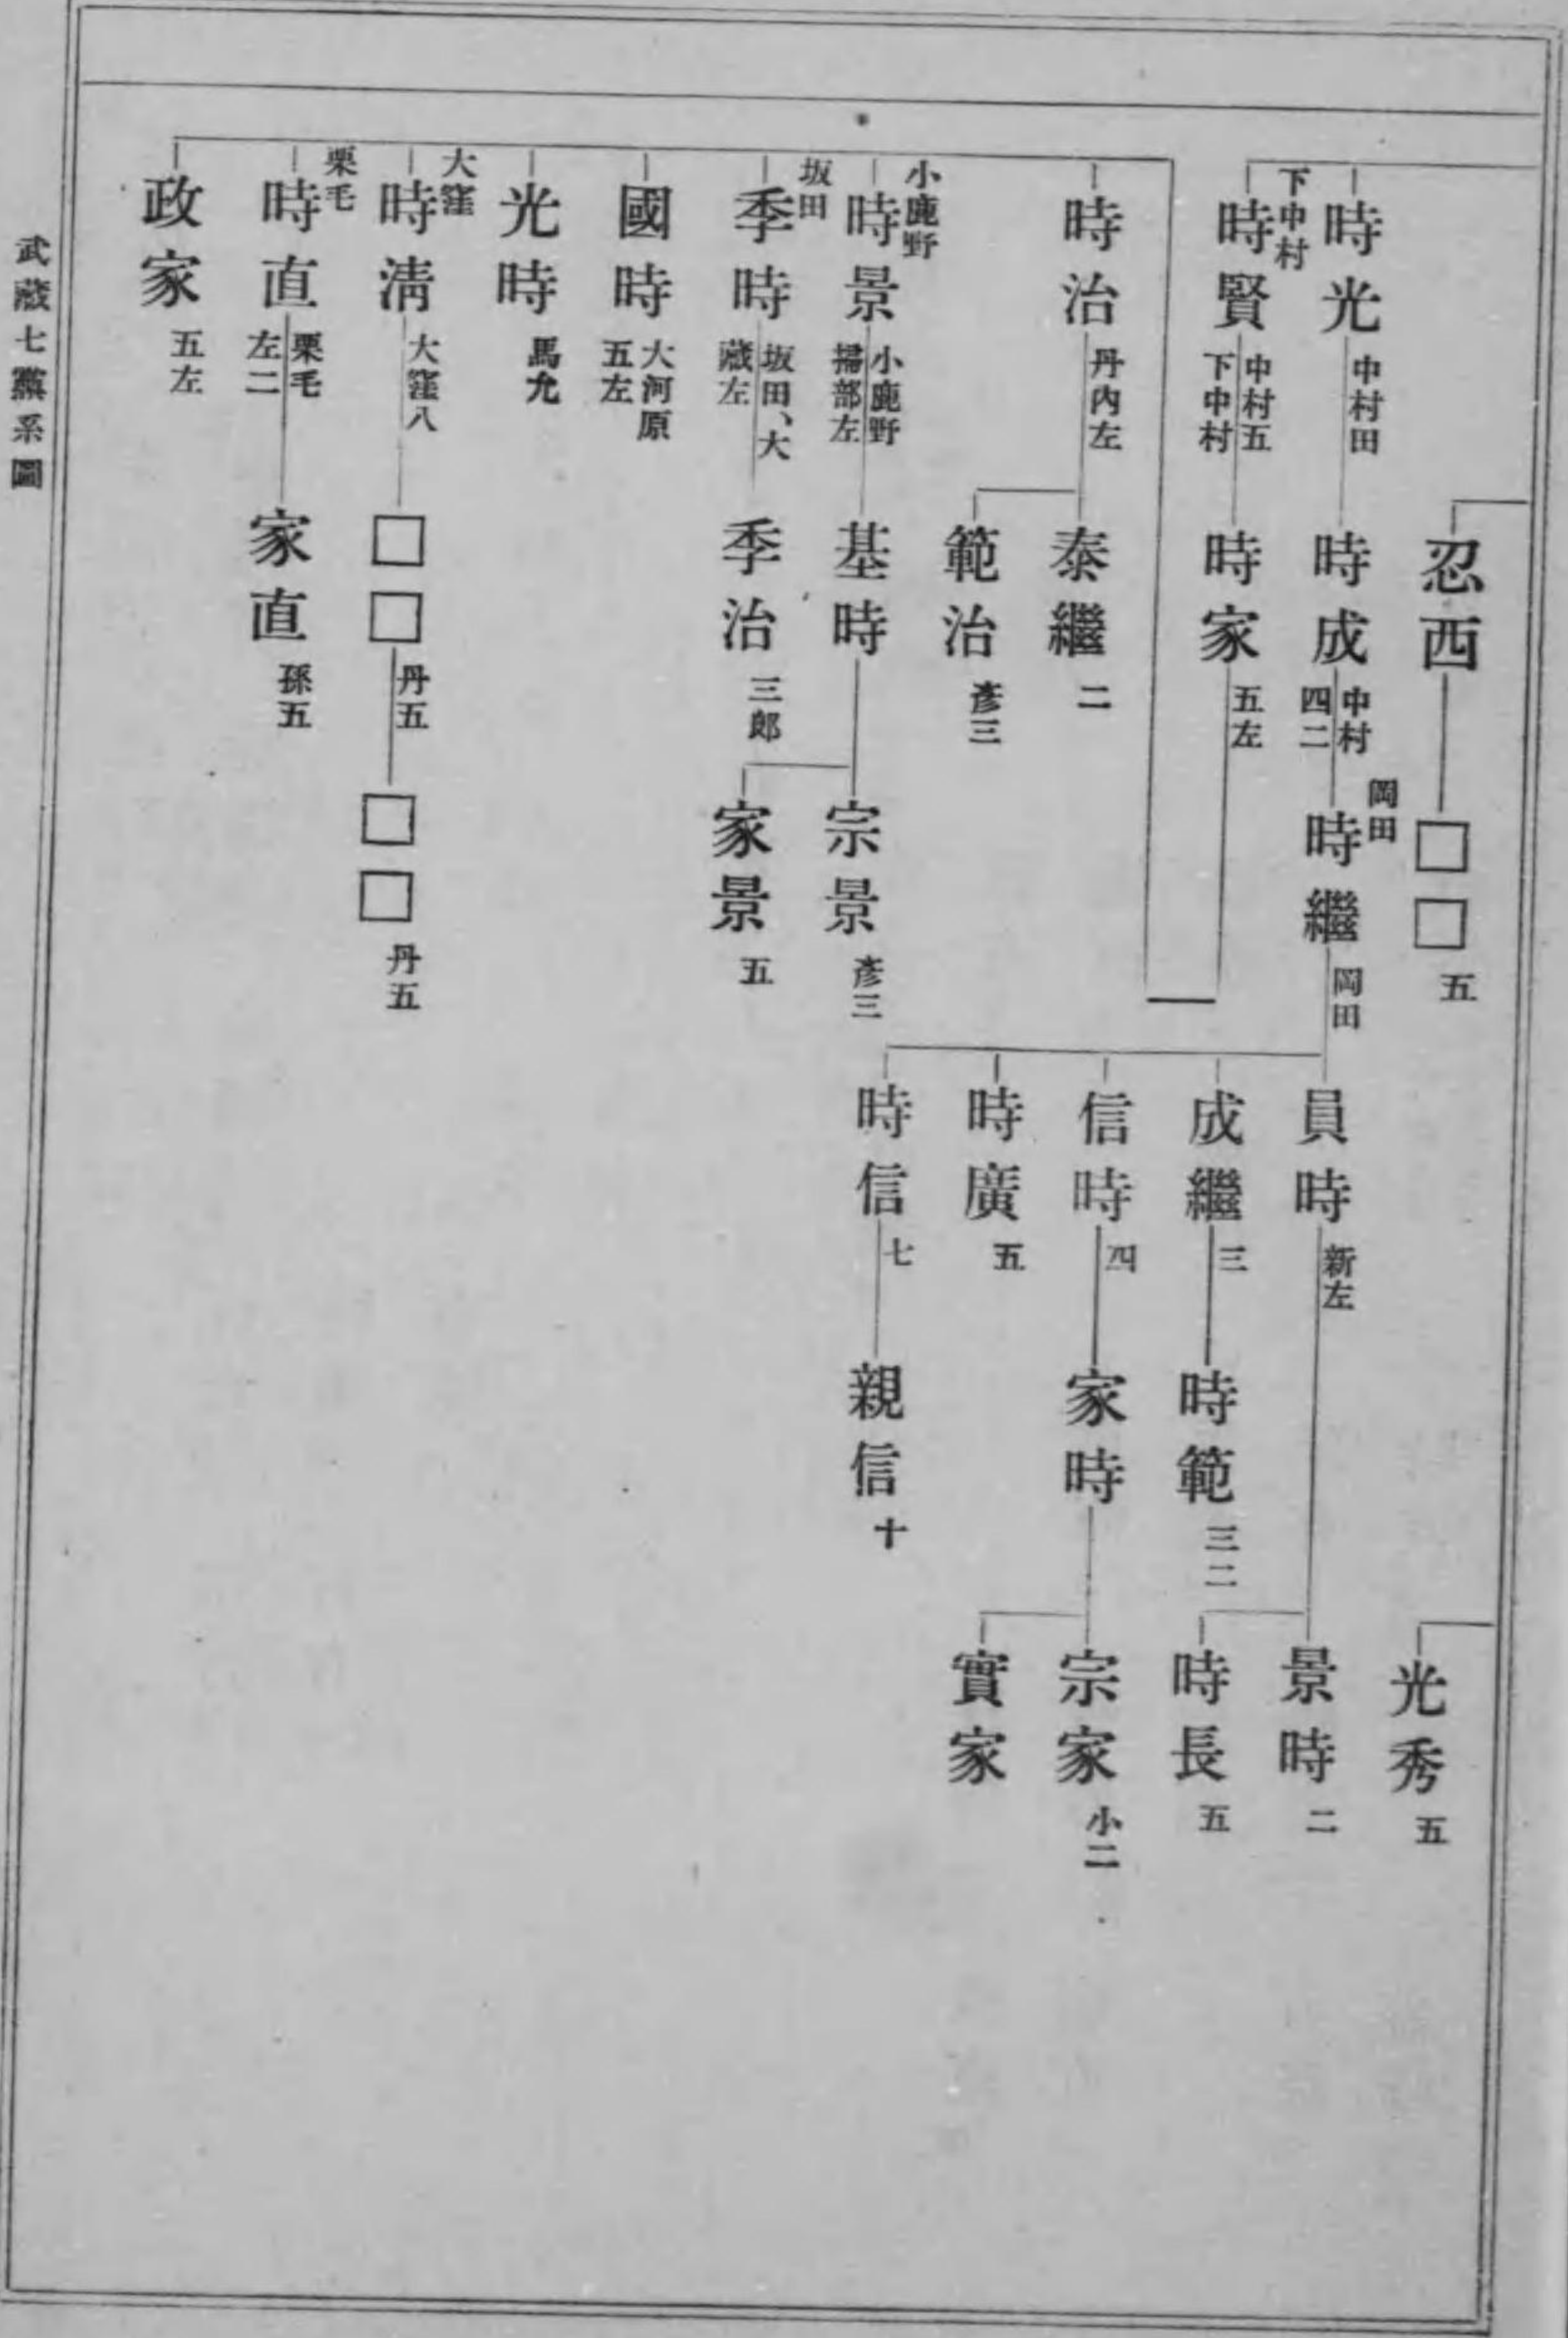 忍西
□□
五
光秀
五
時光
中村田
時成
中村
四二
岡田
時繼
岡田
員時
新左
景時
二
時長
五
成繼
三
時範
三二
信時
四
家時
宗家
小二
實家
時廣
五
時信
七
親信
十
下中村
時賢
中村五
下中村
時家
五左
時治
丹內左
泰繼
二
範治
彥三
小鹿野
時景
小鹿野
掃部左
基時
宗景
彥三
家景
五
坂田
季時
坂田、大
藏左
季治
三郎
國時
大河原
五左
光時
馬允
大窪
時淸
大窪八
□□
丹五
□□
丹五
栗毛
時直
栗毛
左二
家直
孫五
政家
五左
武藏七黨系圖